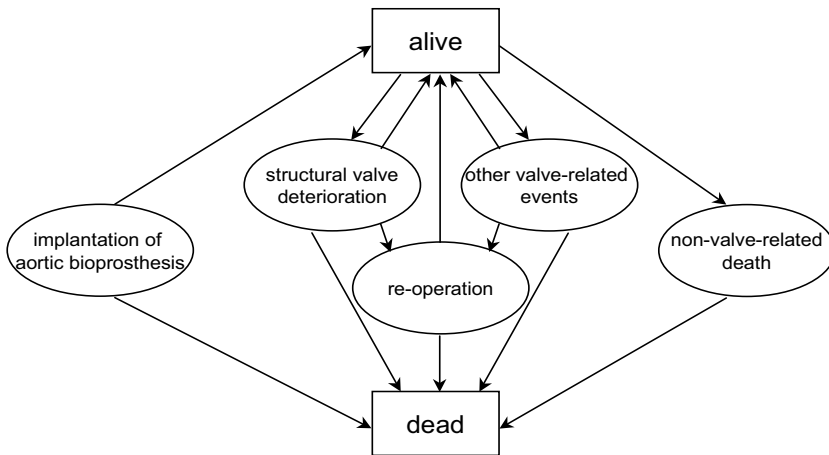 alive
structural valve
deterioration
other valve-related
events
implantation of
aortic bioprosthesis
non-valve-related
death
re-operation
dead